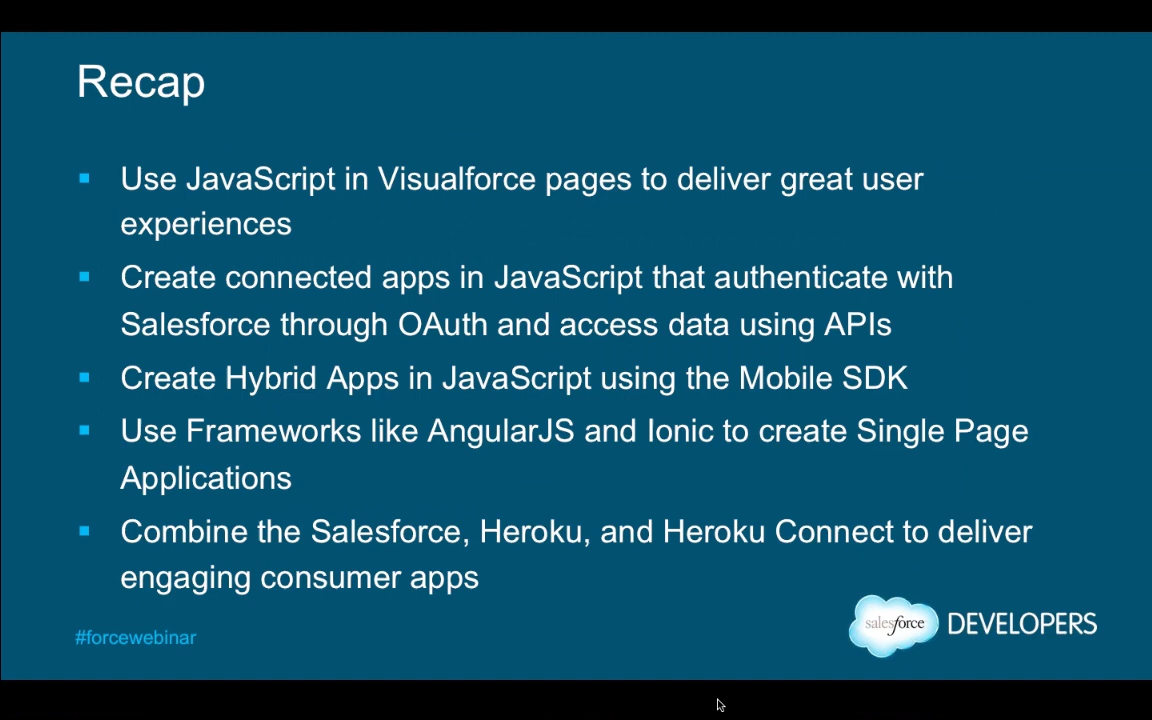 Recap
Use JavaScript in Visualforce pages to deliver great user
experiences
Create connected apps in JavaScript that authenticate with
Salesforce through OAuth and access data using APIs
Create Hybrid Apps in JavaScript using the Mobile SDK
Use Frameworks like AngularJS and Ionic to create Single Page
Applications
Combine the Salesforce, Heroku, and Heroku Connect to deliver
engaging consumer apps
#forcewebinar
salesforce DEVELOPERS